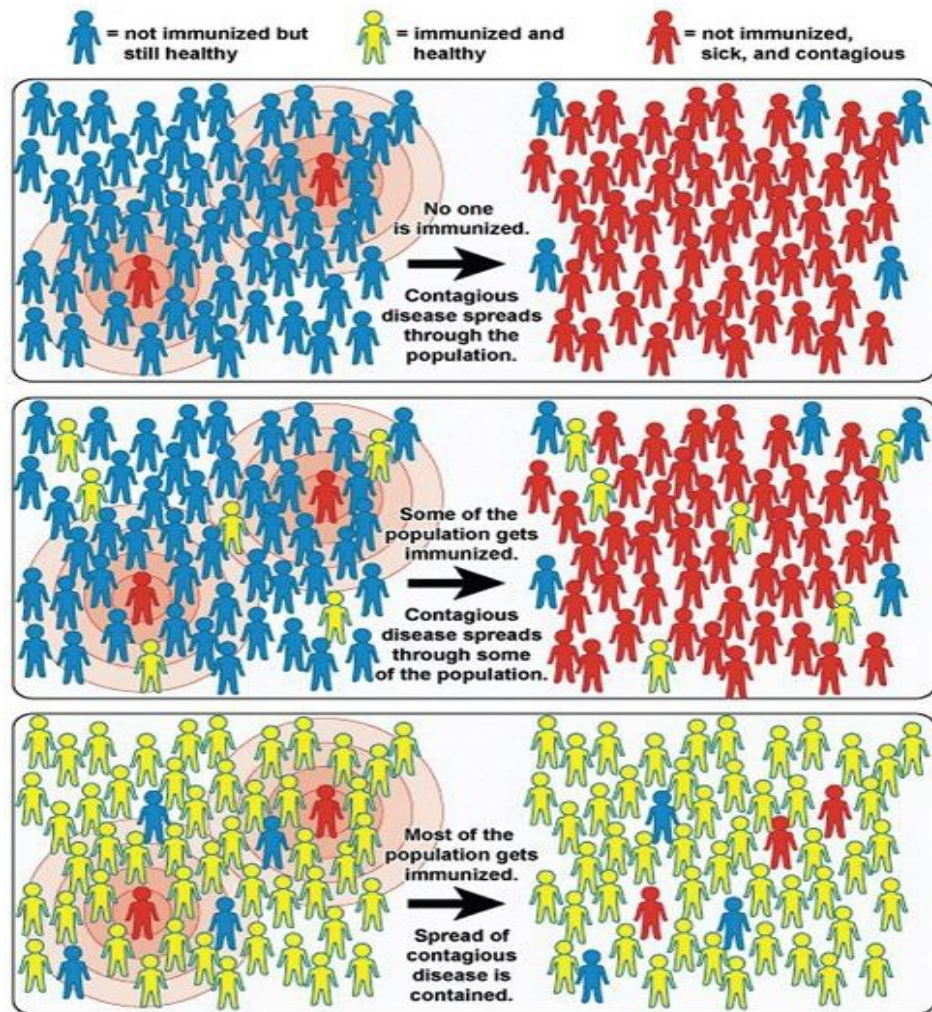 = not immunized but
still healthy
= immunized and
healthy
= not immunized,
sick, and contagious
No one
is immunized.
Contagious
disease spreads
through the
population.
Some of the
population gets
immunized.
Contagious
disease spreads
through some
of the population.
Most of the
population gets
immunized.
Spread of
contagious
disease is
contained.